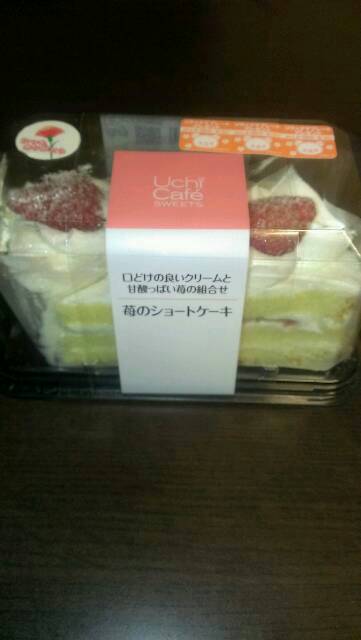 Uchi
Café
SWEETS
口どけの良いクリームと
甘酸っぱい苺の組合せ
苺のショートケーキ